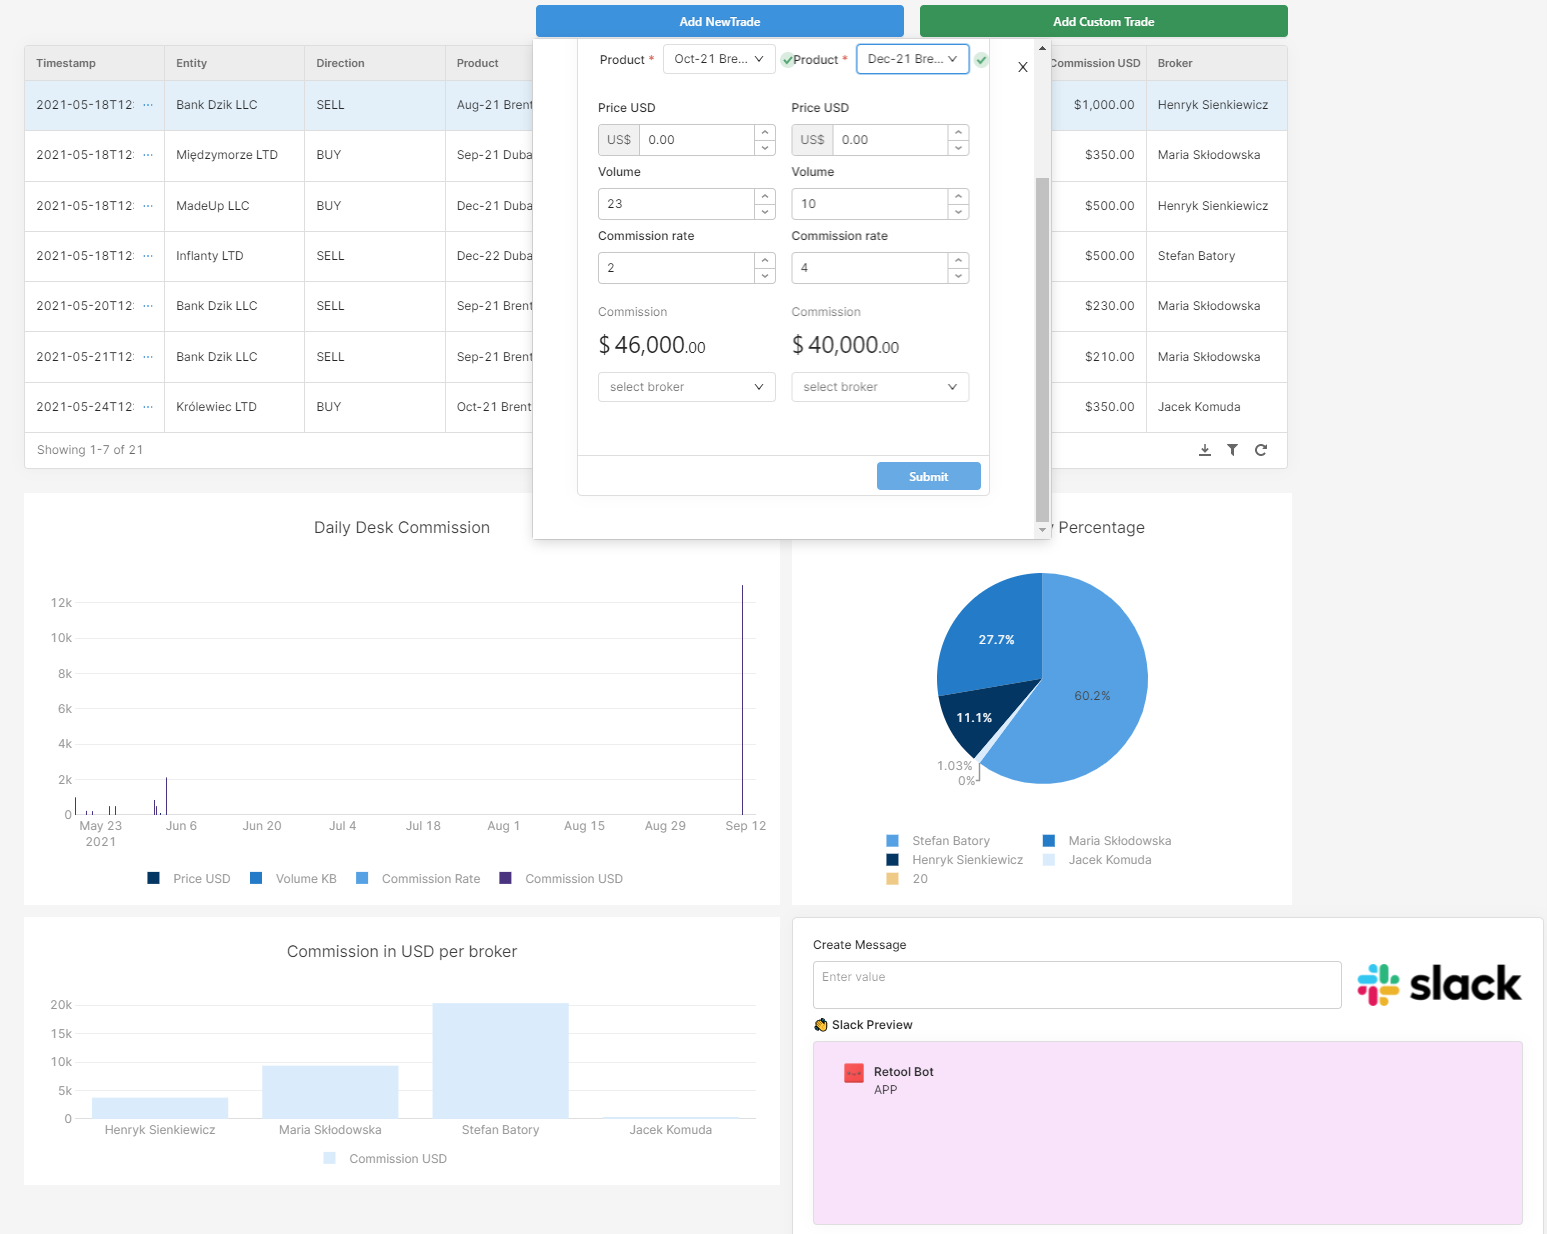 Add NewTrade
Add Custom Trade
Product * Oct-21 Bre... Product * Dec-21 Bre...
X
Timestamp Entity Direction Product Commission USD Broker
2021-05-18T12: ... Bank Dzik LLC SELL Aug-21 Brent $1,000.00 Henryk Sienkiewicz
2021-05-18T12: ... Międzymorze LTD BUY Sep-21 Duba $350.00 Maria Skłodowska
2021-05-18T12: ... MadeUp LLC BUY Dec-21 Duba $500.00 Henryk Sienkiewicz
2021-05-18T12: ... Inflanty LTD SELL Dec-22 Duba $500.00 Stefan Batory
2021-05-20T12: ... Bank Dzik LLC SELL Sep-21 Brent $230.00 Maria Skłodowska
2021-05-21T12: ... Bank Dzik LLC SELL Sep-21 Brent $210.00 Maria Skłodowska
2021-05-24T12: ... Królewiec LTD BUY Oct-21 Brent $350.00 Jacek Komuda
Showing 1-7 of 21
Price USD Price USD
US$ 0.00 US$ 0.00
Volume Volume
23 10
Commission rate Commission rate
2 4
Commission Commission
$ 46,000.00 $ 40,000.00
select broker select broker
Submit
Daily Desk Commission
12k
10k
8k
6k
4k
2k
0
May 23 Jun 6 Jun 20 Jul 4 Jul 18 Aug 1 Aug 15 Aug 29 Sep 12
2021
Price USD Volume KB Commission Rate Commission USD
Percentage
27.7%
60.2%
11.1%
1.03%
0%
Stefan Batory Maria Skłodowska
Henryk Sienkiewicz Jacek Komuda
20
Commission in USD per broker
20k
15k
10k
5k
0
Henryk Sienkiewicz Maria Skłodowska Stefan Batory Jacek Komuda
Commission USD
Create Message
Enter value
slack
👋 Slack Preview
Retool Bot
APP